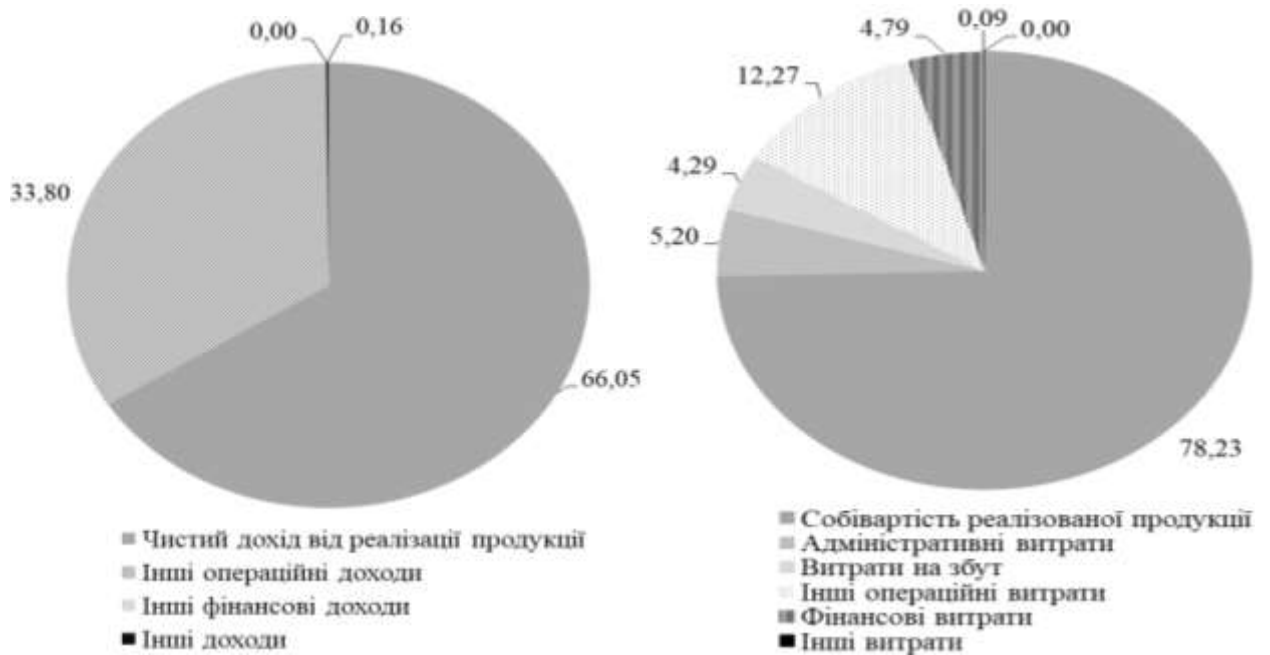 0,00
0,16
33,80
66,05
Чистий дохід від реалізації продукції
Інші операційні доходи
Інші фінансові доходи
Інші доходи
0,09
4,79
0,00
12,27
4,29
5,20
78,23
Собівартість реалізованої продукції
Адміністративні витрати
Витрати на збут
Інші операційні витрати
Фінансові витрати
Інші витрати